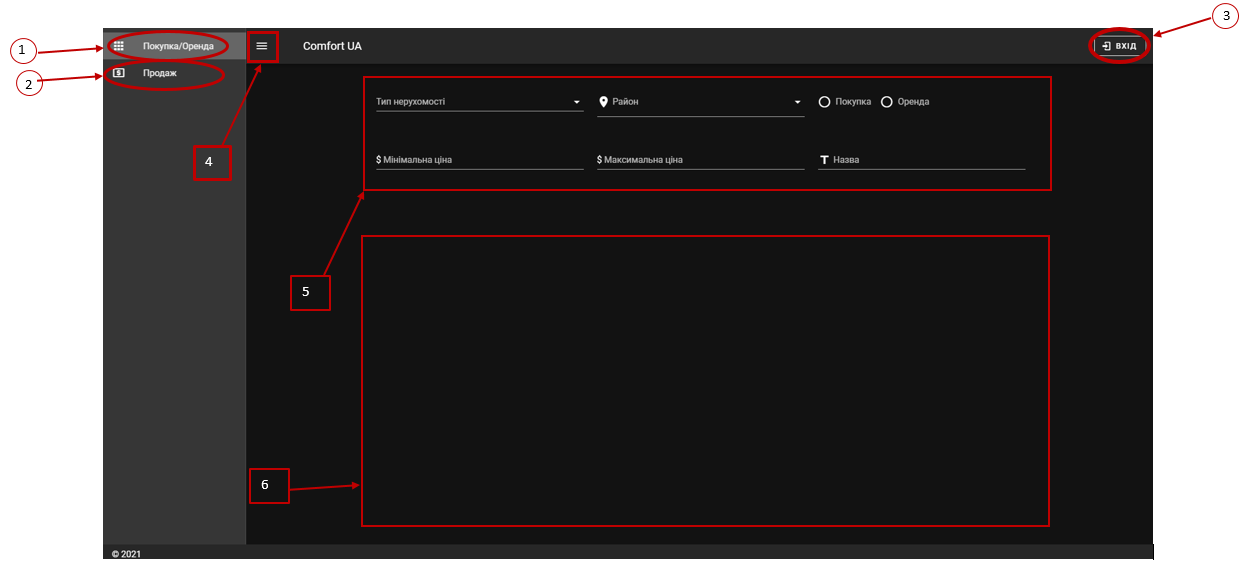 3
1
Покупка/Оренда
Comfort UA
ВХІД
2
Продаж
Тип нерухомості
Район
Покупка
Оренда
4
$ Мінімальна ціна
$ Максимальна ціна
Назва
5
6
© 2021